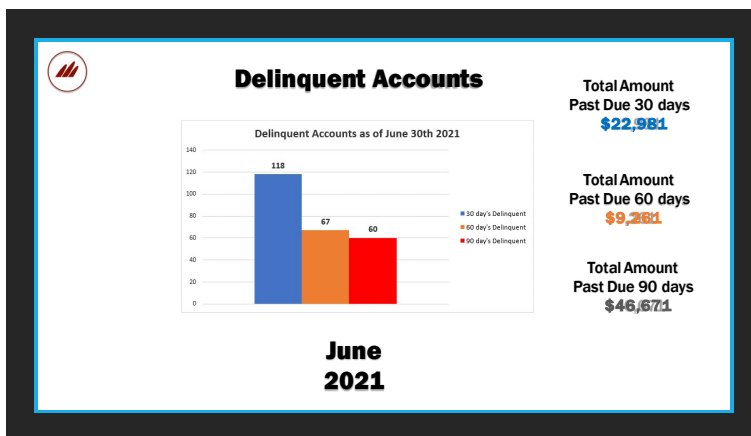 Delinquent Accounts
Delinquent Accounts as of June 30th 2021
140
120
100
80
60
40
20
0
118
67
60
30 day's Delinquent
60 day's Delinquent
90 day's Delinquent
Total Amount
Past Due 30 days
$22,981
Total Amount
Past Due 60 days
$9,261
Total Amount
Past Due 90 days
$46,671
June
2021